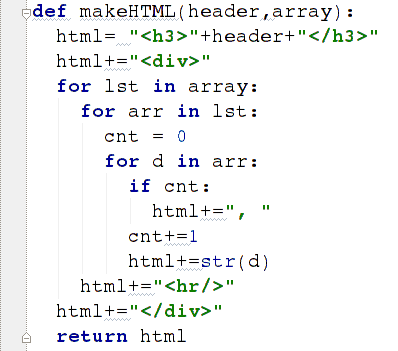 def makeHTML(header,array):
  html= "<h3>"+header+"</h3>"
  html+="<div>"
  for lst in array:
    for arr in lst:
      cnt = 0
      for d in arr:
        if cnt:
          html+=", "
        cnt+=1
        html+=str(d)
    html+="<hr/>"
  html+="</div>"
  return html